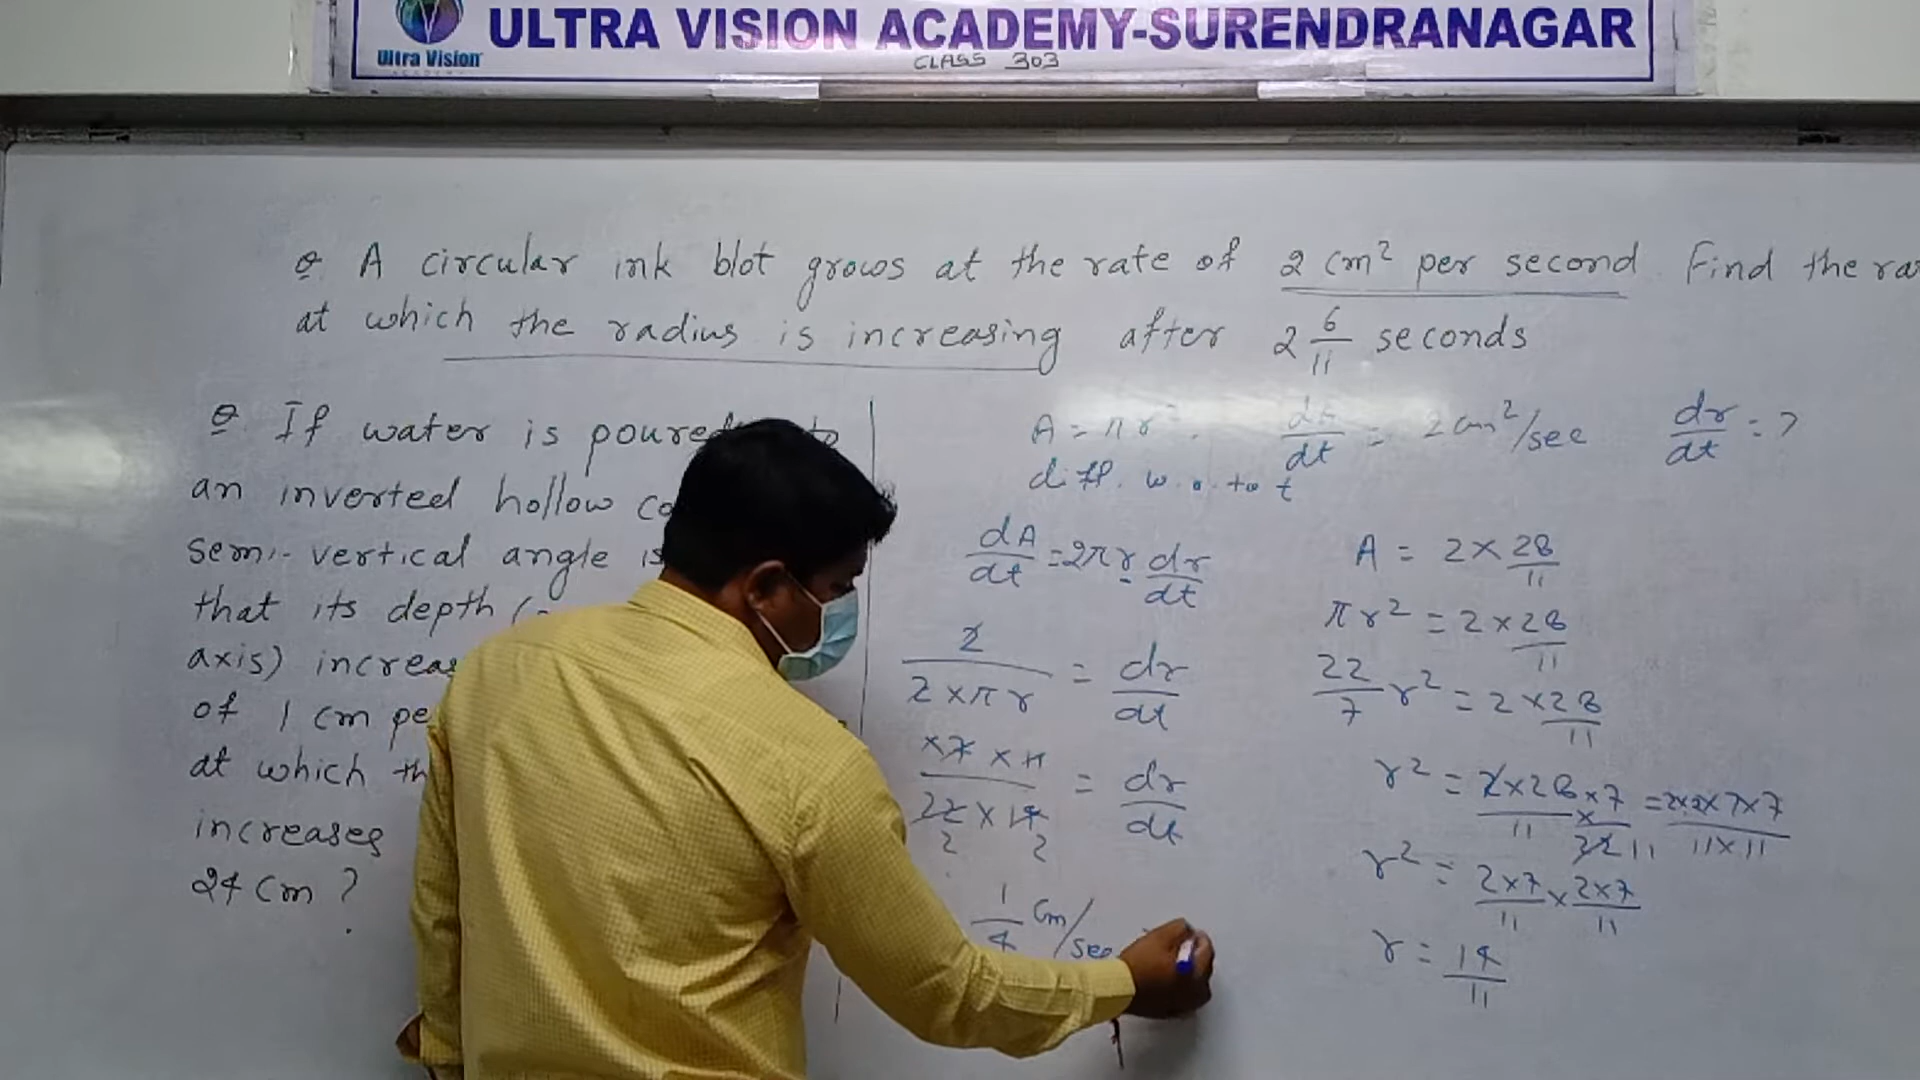 Ultra Vision
ACADEMY
ULTRA VISION ACADEMY-SURENDRANAGAR
CLASS 303
Q. A circular ink blot grows at the rate of 2 cm² per second. Find the ra
at which the radius is increasing after 2 6/11 seconds
Q. If water is poured
an inverted hollow co
semi-vertical angle is
that its depth (
axis) increas
of 1 cm pe
at which th
increases
24 cm ?
A = πr². dA/dt = 2 cm²/sec dr/dt = ?
diff. w.r. to t
dA/dt = 2πr dr/dt
2/(2×πr) = dr/dt
×7×11/(22×14) = dr/dt
2 2
1/4 cm/sec
A = 2×28/11
πr² = 2×28/11
22/7 r² = 2×28/11
r² = 2×28/11 × 7/22 11 = 2×2×7×7/11×11
r² = 2×7/11 × 2×7/11
r = 14/11